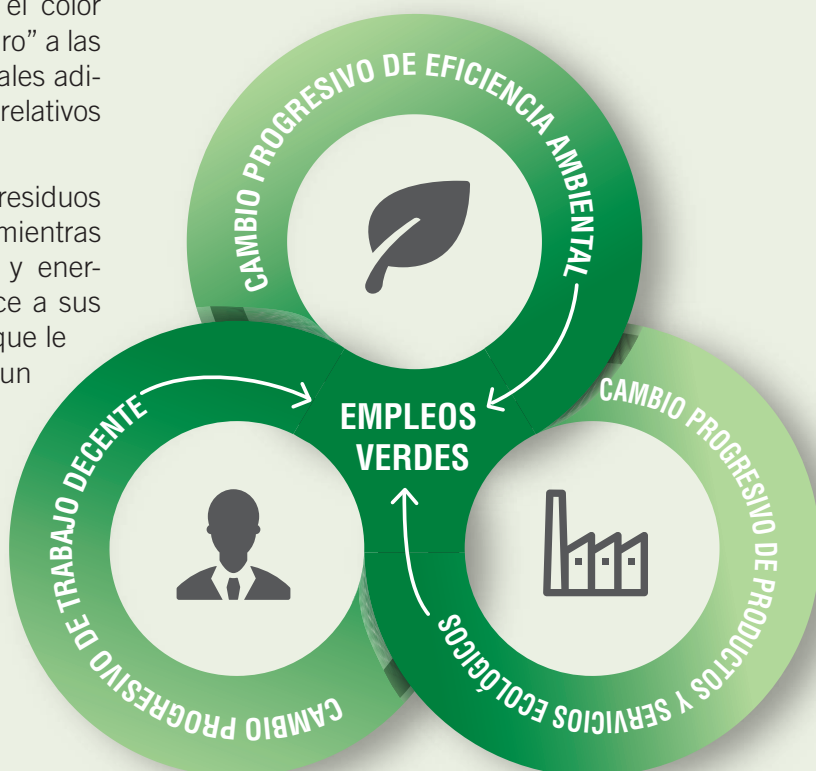 el color
ro” a las
ales adi-
relativos
residuos
mientras
y ener-
ce a sus
que le
un
CAMBIO PROGRESIVO DE EFICIENCIA AMBIENTAL
EMPLEOS
VERDES
CAMBIO PROGRESIVO DE TRABAJO DECENTE
CAMBIO PROGRESIVO DE PRODUCTOS Y SERVICIOS ECOLÓGICOS